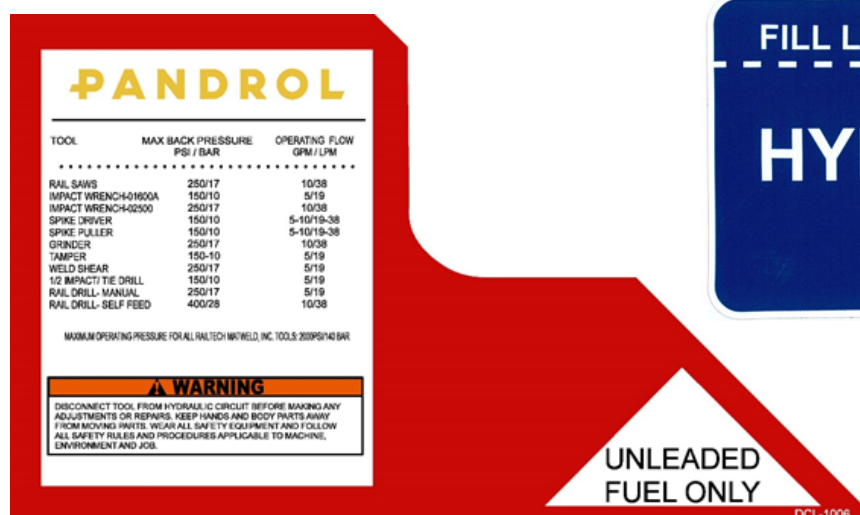 PANDROL
TOOL MAX BACK PRESSURE OPERATING FLOW
PSI / BAR GPM / LPM
RAIL SAWS 250/17 10/38
IMPACT WRENCH-01600A 150/10 5/19
IMPACT WRENCH-02500 250/17 10/38
SPIKE DRIVER 150/10 5-10/19-38
SPIKE PULLER 150/10 5-10/19-38
GRINDER 250/17 10/38
TAMPER 150-10 5/19
WELD SHEAR 250/17 5/19
1/2 IMPACT/ TIE DRILL 150/10 5/19
RAIL DRILL- MANUAL 250/17 5/19
RAIL DRILL- SELF FEED 400/28 10/38
MAXIMUM OPERATING PRESSURE FOR ALL RAILTECH MATWELD, INC. TOOLS: 2000PSI/140 BAR
WARNING
DISCONNECT TOOL FROM HYDRAULIC CIRCUIT BEFORE MAKING ANY
ADJUSTMENTS OR REPAIRS. KEEP HANDS AND BODY PARTS AWAY
FROM MOVING PARTS. WEAR ALL SAFETY EQUIPMENT AND FOLLOW
ALL SAFETY RULES AND PROCEDURES APPLICABLE TO MACHINE,
ENVIRONMENT AND JOB.
UNLEADED
FUEL ONLY
DCL-1006
FILL L
HY